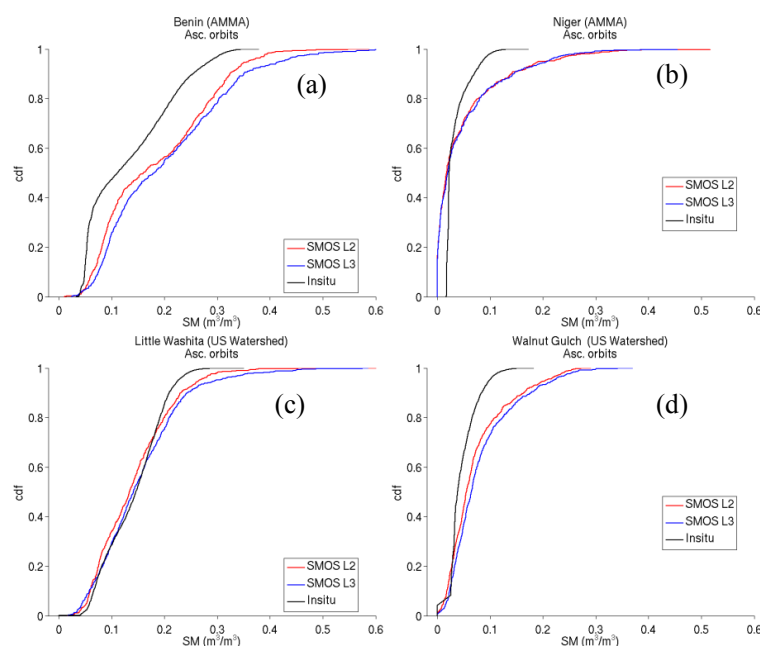 Benin (AMMA)
Asc. orbits
(a)
cdf
1
0.8
0.6
0.4
0.2
0
SMOS L2
SMOS L3
Insitu
0 0.1 0.2 0.3 0.4 0.5 0.6
SM (m³/m³)
Niger (AMMA)
Asc. orbits
(b)
cdf
1
0.8
0.6
0.4
0.2
0
SMOS L2
SMOS L3
Insitu
0 0.1 0.2 0.3 0.4 0.5 0.6
SM (m³/m³)
Little Washita (US Watershed)
Asc. orbits
(c)
cdf
1
0.8
0.6
0.4
0.2
0
SMOS L2
SMOS L3
Insitu
0 0.1 0.2 0.3 0.4 0.5 0.6
SM (m³/m³)
Walnut Gulch (US Watershed)
Asc. orbits
(d)
cdf
1
0.8
0.6
0.4
0.2
0
SMOS L2
SMOS L3
Insitu
0 0.1 0.2 0.3 0.4 0.5 0.6
SM (m³/m³)